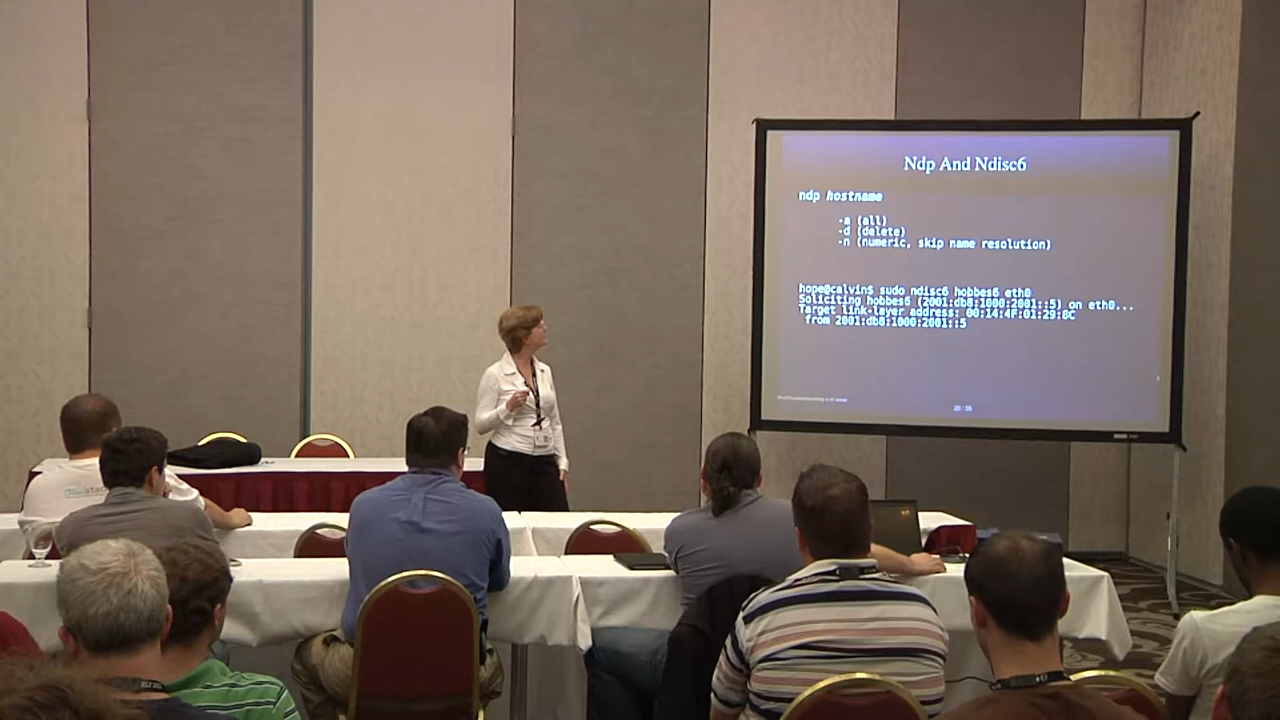 Ndp And Ndisc6
ndp hostname
-a (all)
-d (delete)
-n (numeric, skip name resolution)
hope@calvin$ sudo ndisc6 hobbes6 eth0
Soliciting hobbes6 (2001:db8:1000:2001::5) on eth0...
Target link-layer address: 00:14:4F:01:29:8C
from 2001:db8:1000:2001::5